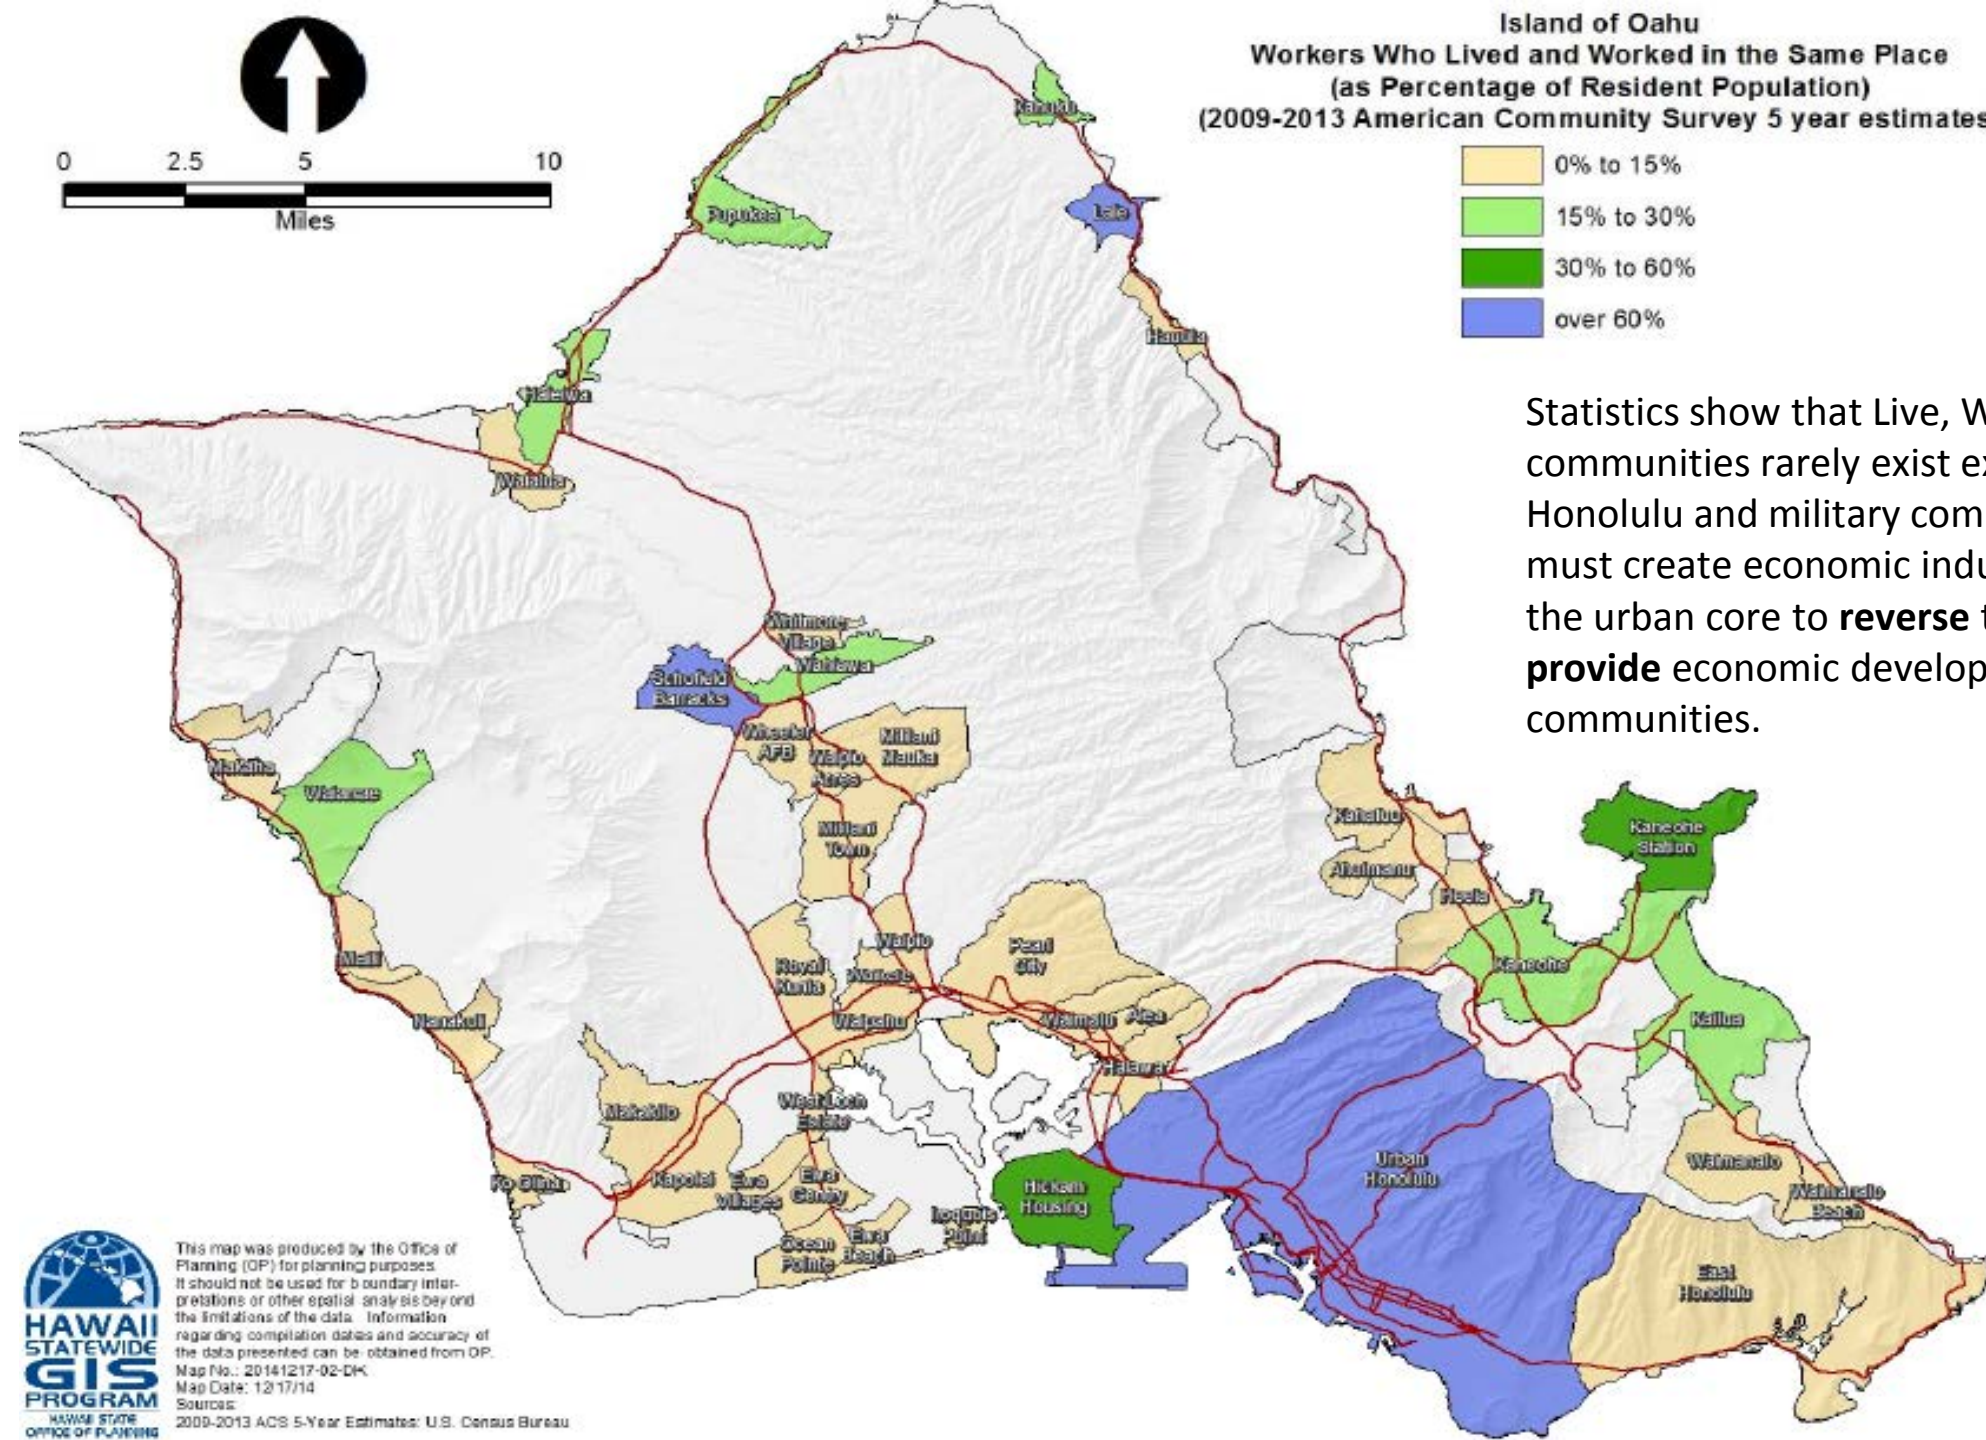 Island of Oahu
Workers Who Lived and Worked in the Same Place
(as Percentage of Resident Population)
(2009-2013 American Community Survey 5 year estimates
0% to 15%
15% to 30%
30% to 60%
over 60%
0 2.5 5 10
Miles
Statistics show that Live, W
communities rarely exist ex
Honolulu and military com
must create economic indu
the urban core to reverse t
provide economic develop
communities.
Kahuku
Pupukea
Laie
Hauula
Haleiwa
Waialua
Whitmore
Village
Wahiawa
Schofield
Barracks
Wheeler
AFB
Waipio
Acres
Mililani
Mauka
Makaha
Waianae
Mililani
Town
Kahaluu
Ahuimanu
Heeia
Kaneohe
Station
Maili
Waipio
Pearl
City
Royal
Kunia
Waikele
Kaneohe
Nanakuli
Waipahu
Waimalu
Aiea
Kailua
Halawa
Makakilo
West Loch
Estate
Ko Olina
Kapolei
Ewa
Villages
Ewa
Gentry
Hickam
Housing
Urban
Honolulu
Waimanalo
Waimanalo
Beach
Iroquois
Point
Ocean
Pointe
Ewa
Beach
East
Honolulu
HAWAII
STATEWIDE
GIS
PROGRAM
HAWAII STATE
OFFICE OF PLANNING
This map was produced by the Office of
Planning (OP) for planning purposes.
It should not be used for boundary inter-
pretations or other spatial analysis beyond
the limitations of the data. Information
regarding compilation dates and accuracy of
the data presented can be obtained from OP.
Map No.: 20141217-02-DK
Map Date: 12/17/14
Sources:
2009-2013 ACS 5-Year Estimates: U.S. Census Bureau